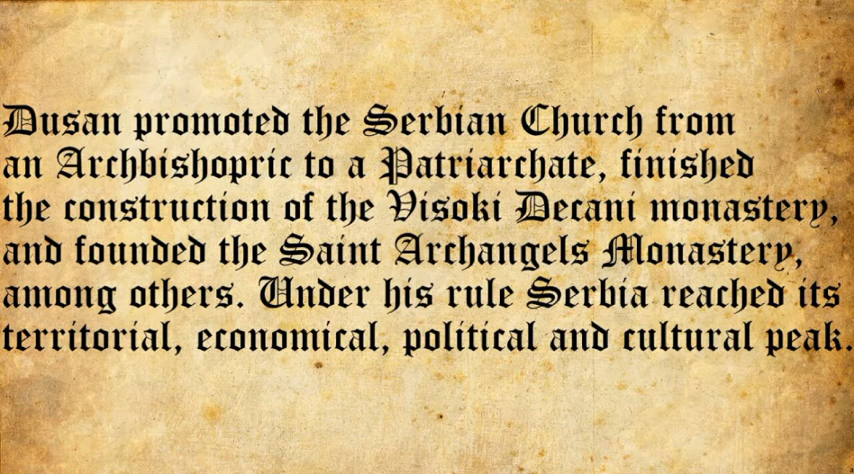 Dusan promoted the Serbian Church from
an Archbishopric to a Patriarchate, finished
the construction of the Visoki Decani monastery,
and founded the Saint Archangels Monastery,
among others. Under his rule Serbia reached its
territorial, economical, political and cultural peak.